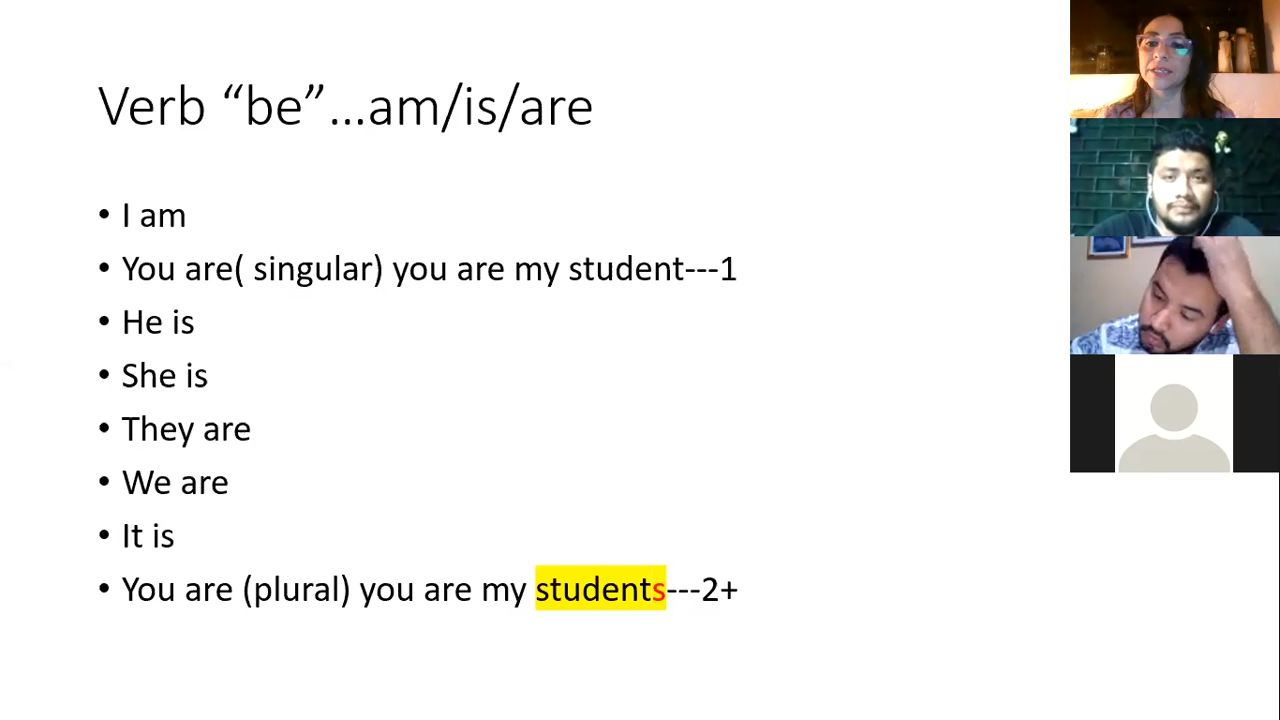 Verb “be”...am/is/are
• I am
• You are( singular) you are my student---1
• He is
• She is
• They are
• We are
• It is
• You are (plural) you are my students---2+